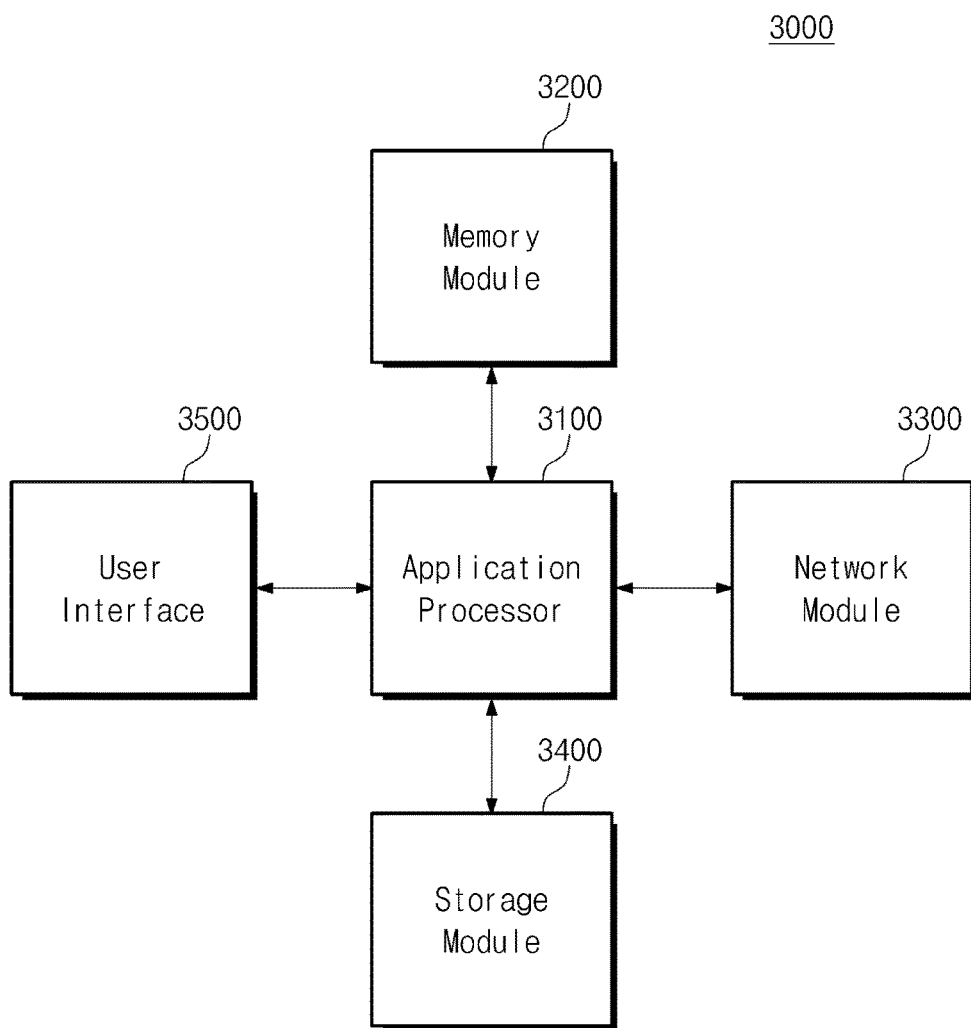 3000
3200
Memory
Module
3500
3100
3300
User
Interface
Application
Processor
Network
Module
3400
Storage
Module